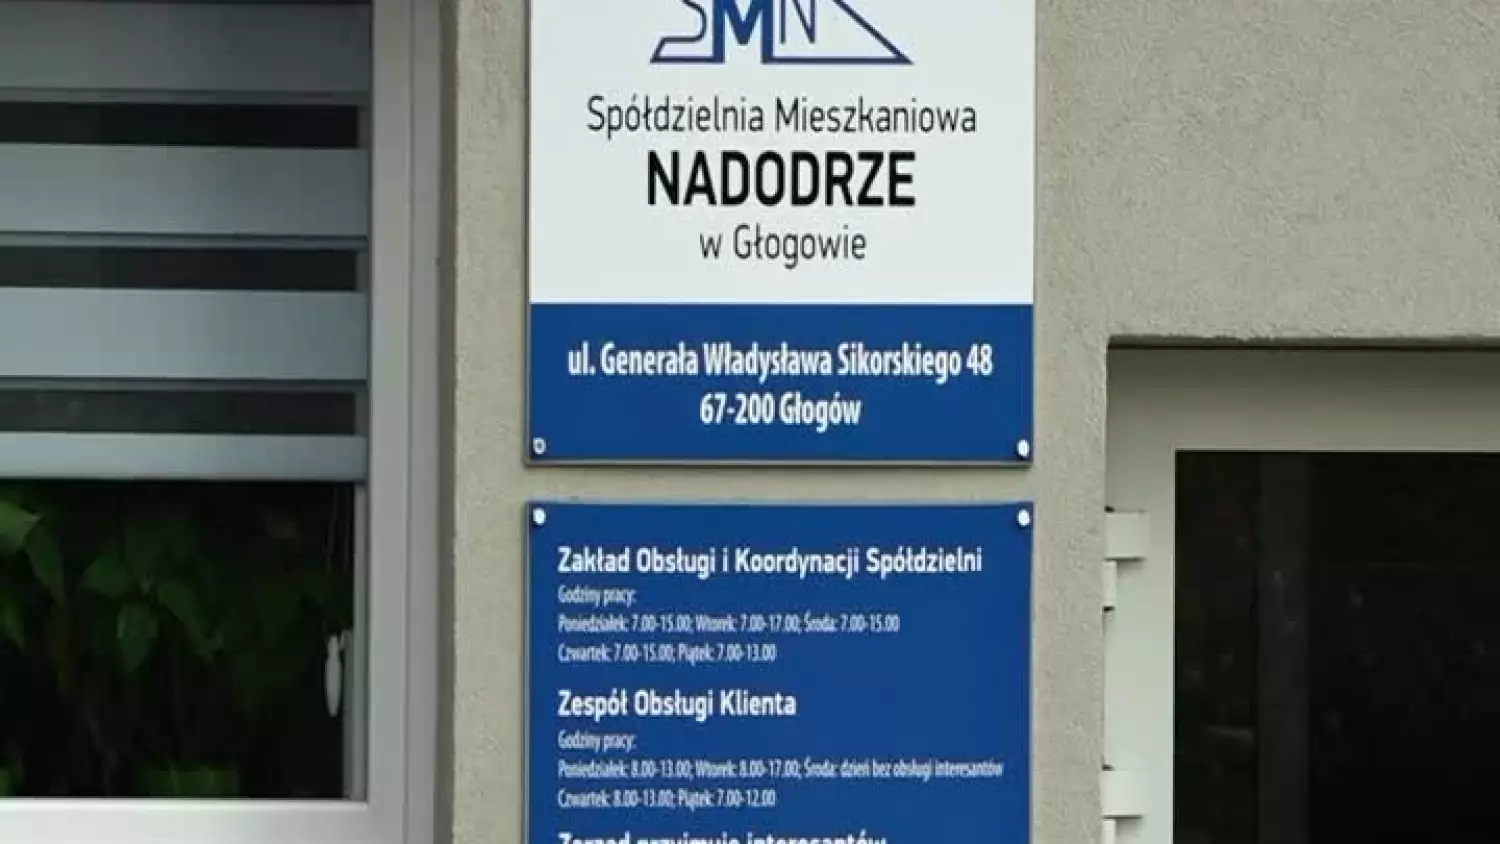 SMN
Spółdzielnia Mieszkaniowa
NADODRZE
w Głogowie
ul. Generała Władysława Sikorskiego 48
67-200 Głogów
Zakład Obsługi i Koordynacji Spółdzielni
Godziny pracy:
Poniedziałek: 7.00-15.00; Wtorek: 7.00-17.00; Środa: 7.00-15.00
Czwartek: 7.00-15.00; Piątek: 7.00-13.00
Zespół Obsługi Klienta
Godziny pracy:
Poniedziałek: 8.00-13.00; Wtorek: 8.00-17.00; Środa: dzień bez obsługi interesantów
Czwartek: 8.00-13.00; Piątek: 7.00-12.00
Zarząd przyjmuje interesantów